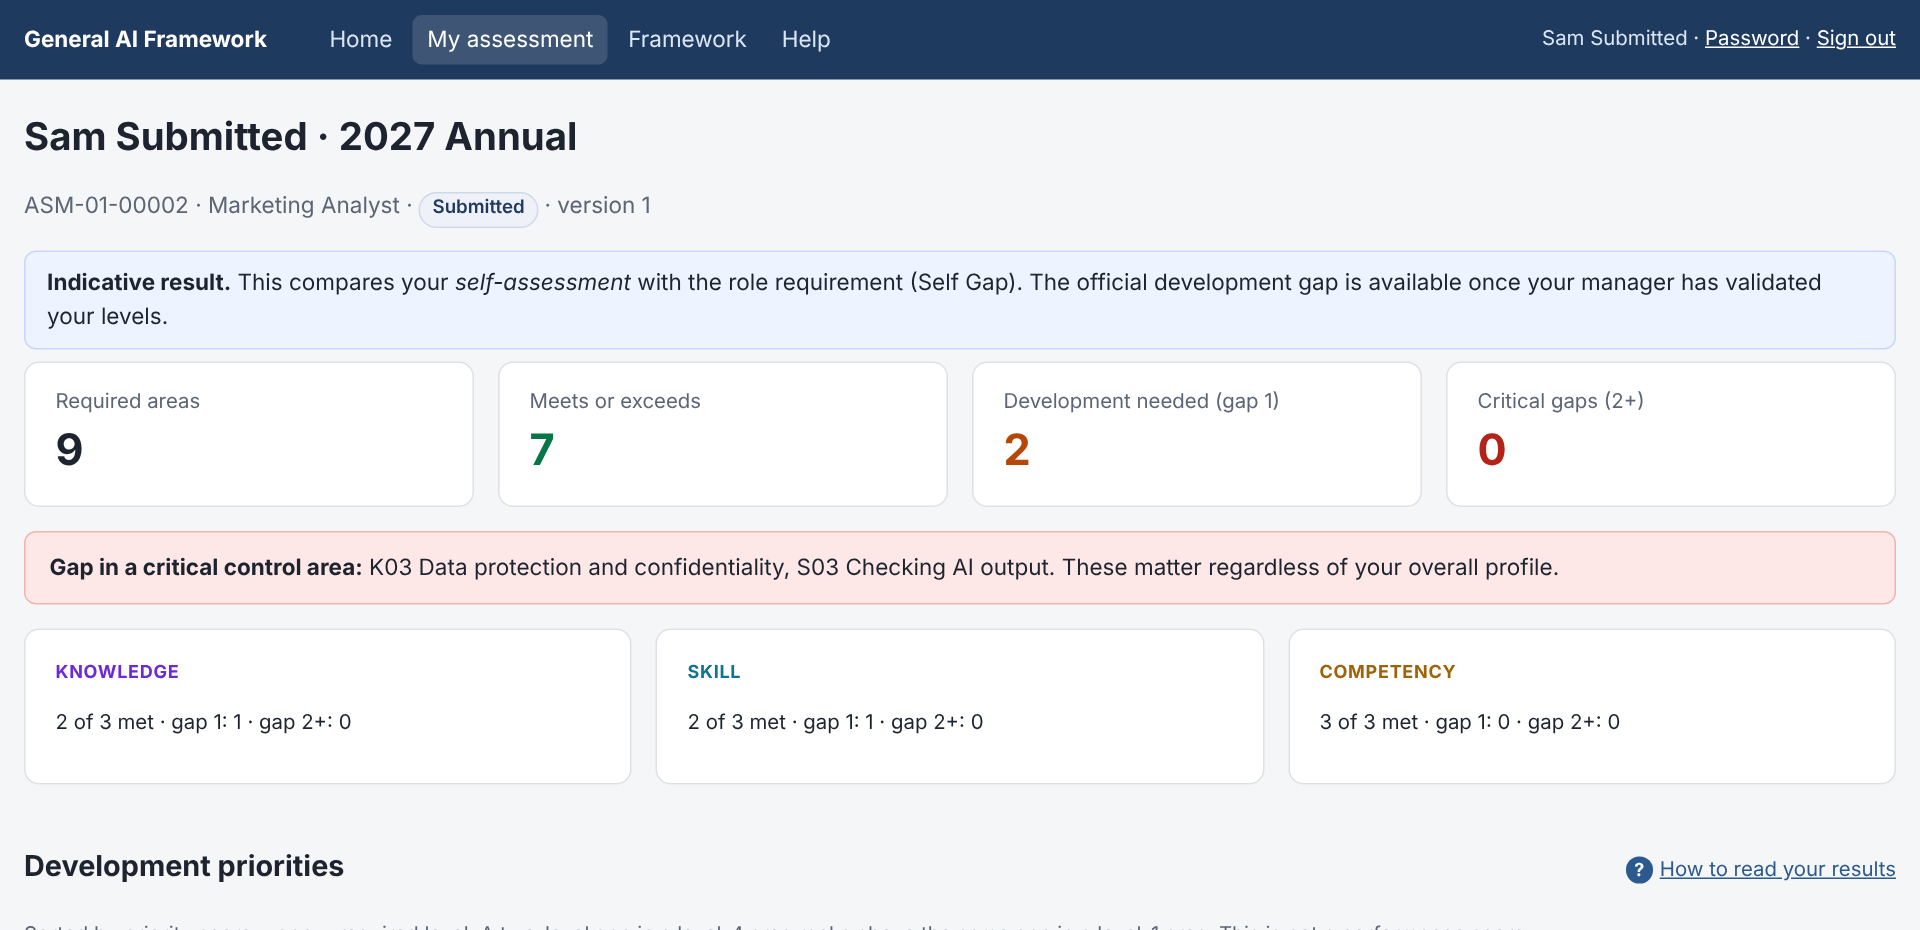 General AI Framework Home My assessment Framework Help Sam Submitted · Password · Sign out
Sam Submitted · 2027 Annual
ASM-01-00002 · Marketing Analyst · Submitted · version 1
Indicative result. This compares your self-assessment with the role requirement (Self Gap). The official development gap is available once your manager has validated
your levels.
Required areas
9
Meets or exceeds
7
Development needed (gap 1)
2
Critical gaps (2+)
0
Gap in a critical control area: K03 Data protection and confidentiality, S03 Checking AI output. These matter regardless of your overall profile.
KNOWLEDGE
2 of 3 met · gap 1: 1 · gap 2+: 0
SKILL
2 of 3 met · gap 1: 1 · gap 2+: 0
COMPETENCY
3 of 3 met · gap 1: 0 · gap 2+: 0
Development priorities
? How to read your results